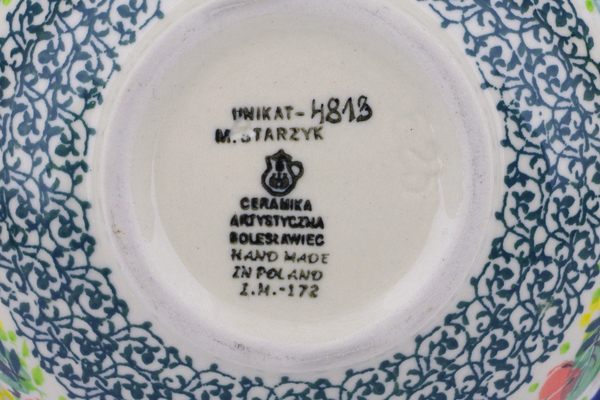 UNIKAT-4813
M. STARZYK
CERAMIKA
ARTYSTYCZNA
BOLESŁAWIEC
HAND MADE
IN POLAND
I.M.-172